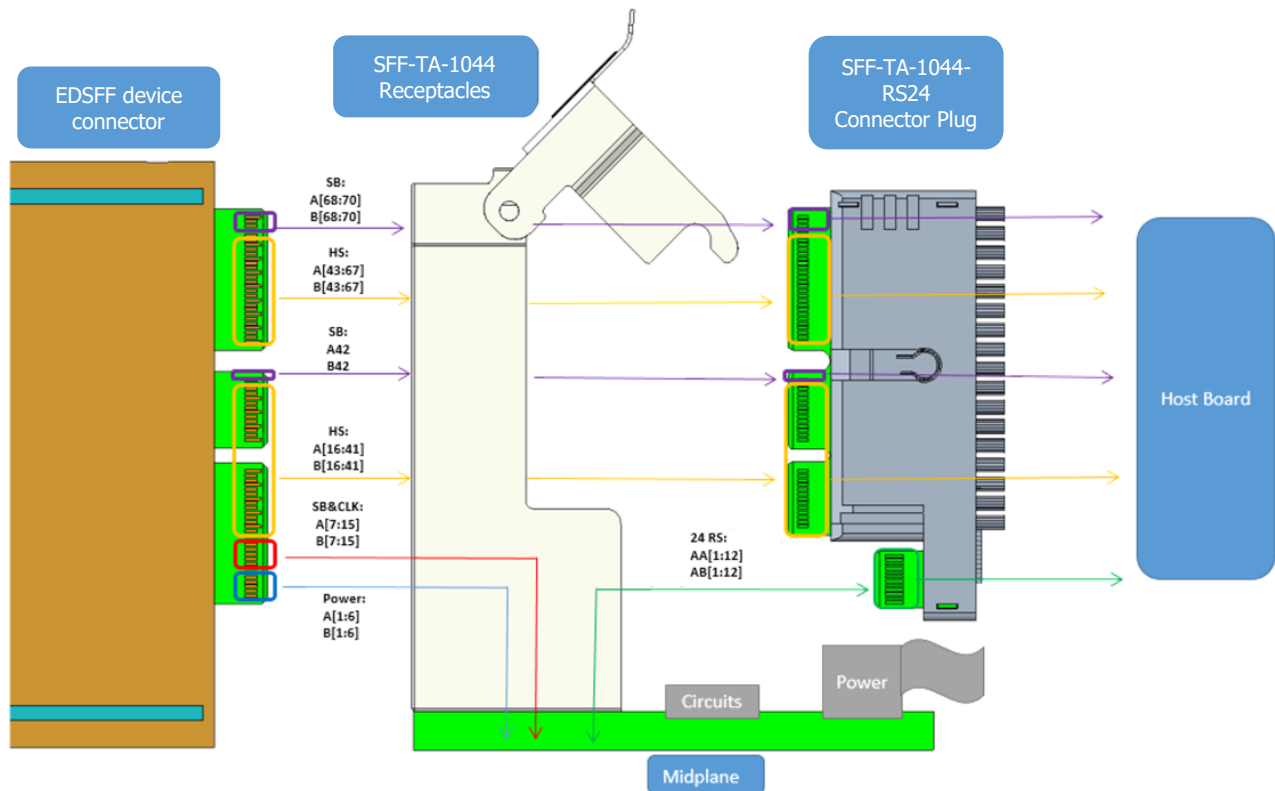 EDSFF device
connector
SFF-TA-1044
Receptacles
SFF-TA-1044-
RS24
Connector Plug
SB:
A[68:70]
B[68:70]
HS:
A[43:67]
B[43:67]
SB:
A42
B42
HS:
A[16:41]
B[16:41]
SB&CLK:
A[7:15]
B[7:15]
Power:
A[1:6]
B[1:6]
24 RS:
AA[1:12]
AB[1:12]
Host Board
Circuits
Power
Midplane